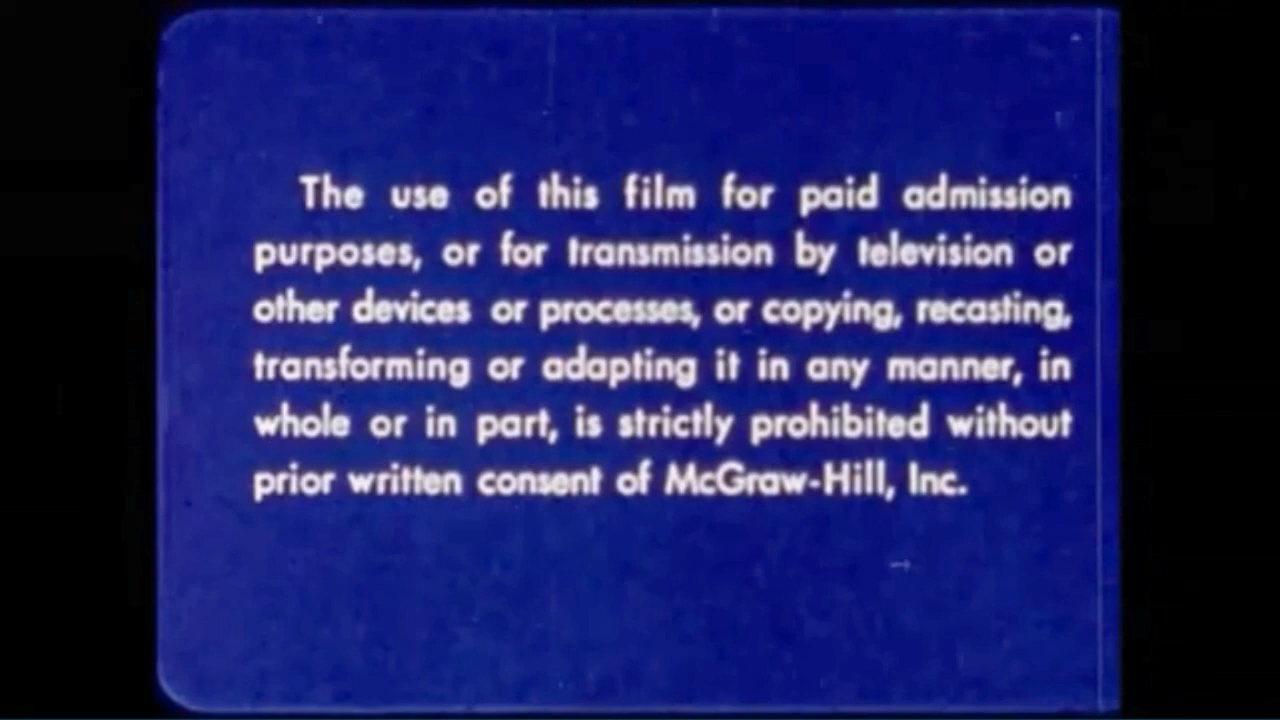 The use of this film for paid admission
purposes, or for transmission by television or
other devices or processes, or copying, recasting,
transforming or adapting it in any manner, in
whole or in part, is strictly prohibited without
prior written consent of McGraw-Hill, Inc.